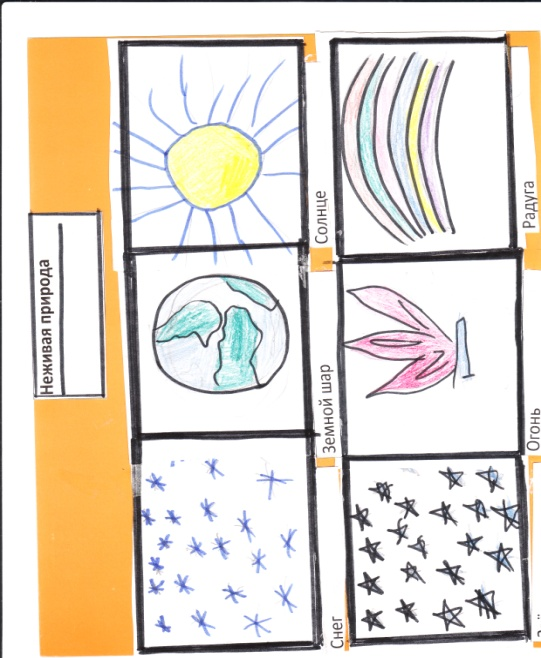 Неживая природа
Снег
Земной шар
Солнце
Огонь
Радуга